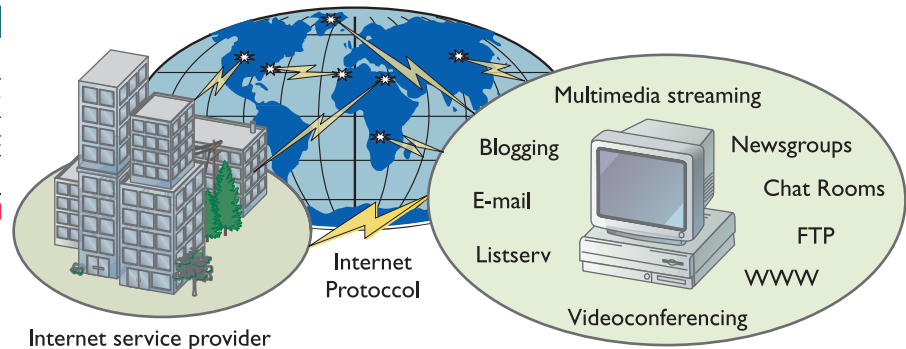 Multimedia streaming
Blogging
Newsgroups
E-mail
Chat Rooms
Listserv
FTP
WWW
Videoconferencing
Internet
Protoccol
Internet service provider